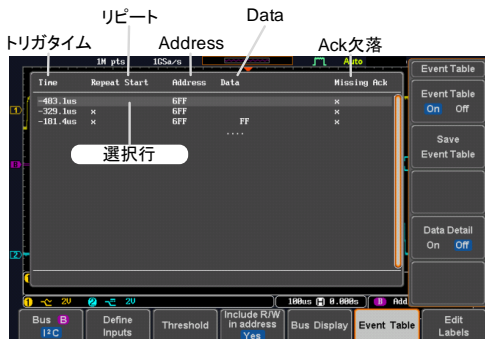 リピート Data
トリガタイム Address Ack欠落
1M pts 1GSa/s Auto
Time Repeat Start Address Data Missing Ack
-483.1us 6FF x
-329.1us x 6FF x
-181.4us x 6FF FF x
....
選択行
Event Table
Event Table
On Off
Save
Event Table
Data Detail
On Off
1 2V 2 2V 100us 0.000s B Add
Bus B
I²C
Define
Inputs
Threshold
Include R/W
in address
Yes
Bus Display
Event Table
Edit
Labels